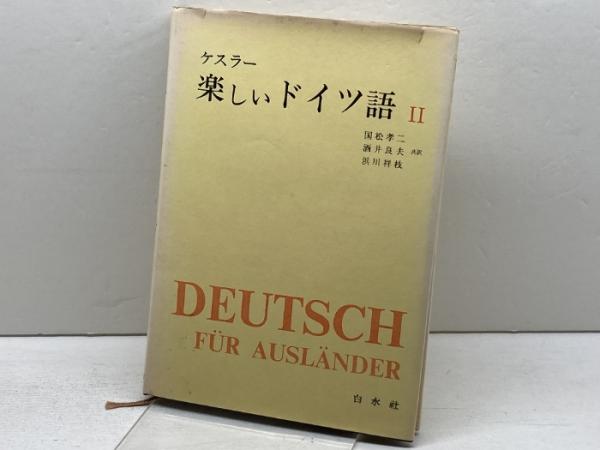 ケスラー
楽しいドイツ語 II
国松孝二
酒井良夫 共訳
浜川祥枝
DEUTSCH
FÜR AUSLÄNDER
白水社